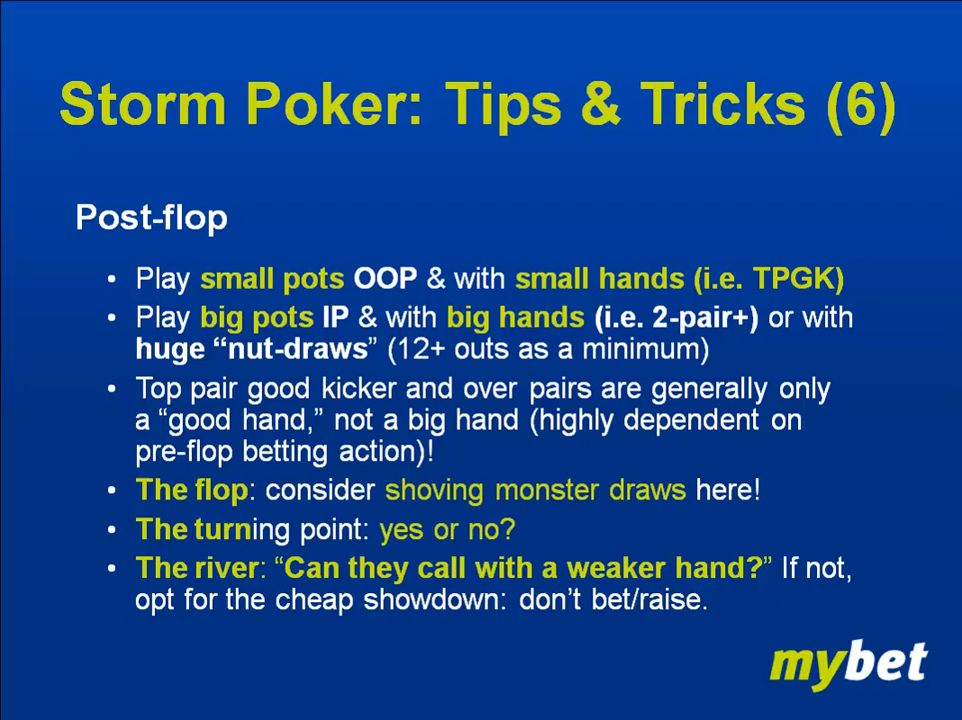 Storm Poker: Tips & Tricks (6)
Post-flop
• Play small pots OOP & with small hands (i.e. TPGK)
• Play big pots IP & with big hands (i.e. 2-pair+) or with
huge “nut-draws” (12+ outs as a minimum)
• Top pair good kicker and over pairs are generally only
a “good hand,” not a big hand (highly dependent on
pre-flop betting action)!
• The flop: consider shoving monster draws here!
• The turning point: yes or no?
• The river: “Can they call with a weaker hand?” If not,
opt for the cheap showdown: don’t bet/raise.
mybet